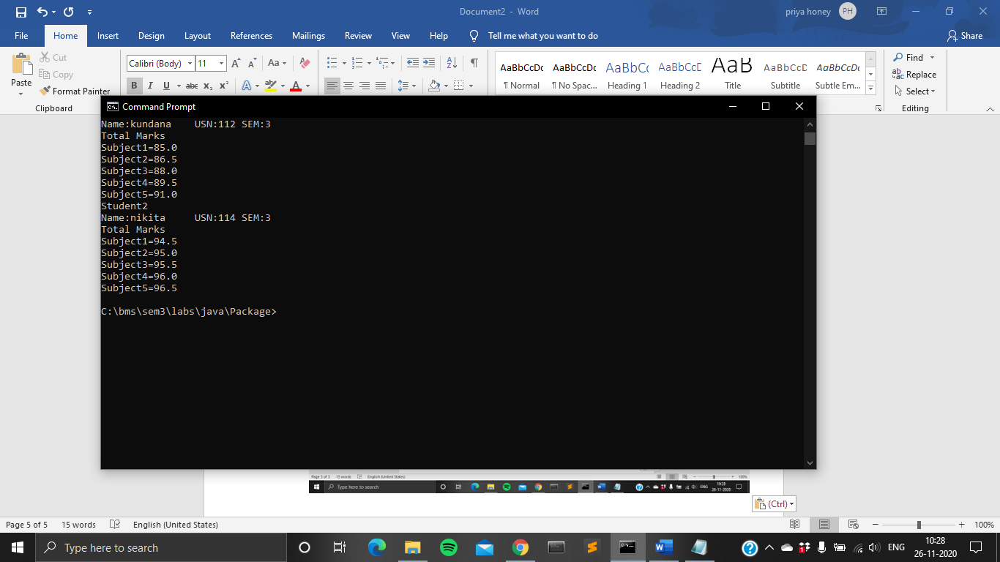 Document2 - Word
priya honey
PH
File
Home
Insert
Design
Layout
References
Mailings
Review
View
Help
Tell me what you want to do
Share
Paste
Cut
Copy
Format Painter
Clipboard
Calibri (Body)
11
A A
Aa
B I U abc x₂ x² A ab A
AaBbCcDc
¶ Normal
AaBbCcDc
¶ No Spac...
AaBbCc
Heading 1
AaBbCcD
Heading 2
AaB
Title
AaBbCcD
Subtitle
AaBbCcDc
Subtle Em...
Find
Replace
Select
Editing
Command Prompt
Name:kundana    USN:112 SEM:3
Total Marks
Subject1=85.0
Subject2=86.5
Subject3=88.0
Subject4=89.5
Subject5=91.0
Student2
Name:nikita     USN:114 SEM:3
Total Marks
Subject1=94.5
Subject2=95.0
Subject3=95.5
Subject4=96.0
Subject5=96.5
C:\bms\sem3\labs\java\Package>
Page 3 of 3 15 words English (United States) 100%
Type here to search ENG 10:28
26-11-2020
(Ctrl)
Page 5 of 5 15 words English (United States) 100%
Type here to search
ENG
10:28
26-11-2020